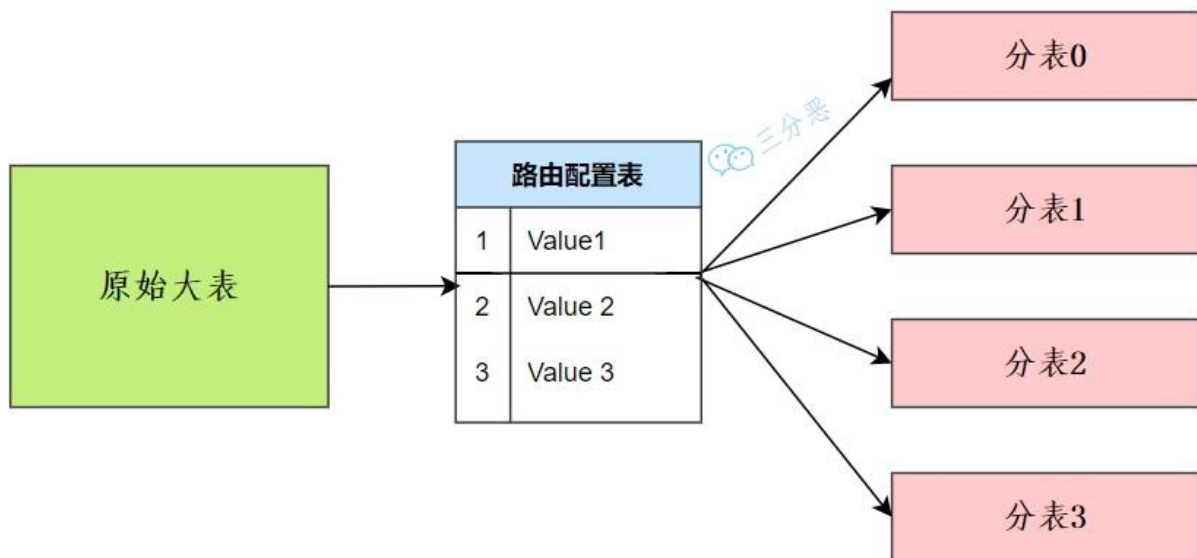 分表0
三分恶
路由配置表
分表1
1 Value1
原始大表
2 Value 2
分表2
3 Value 3
分表3